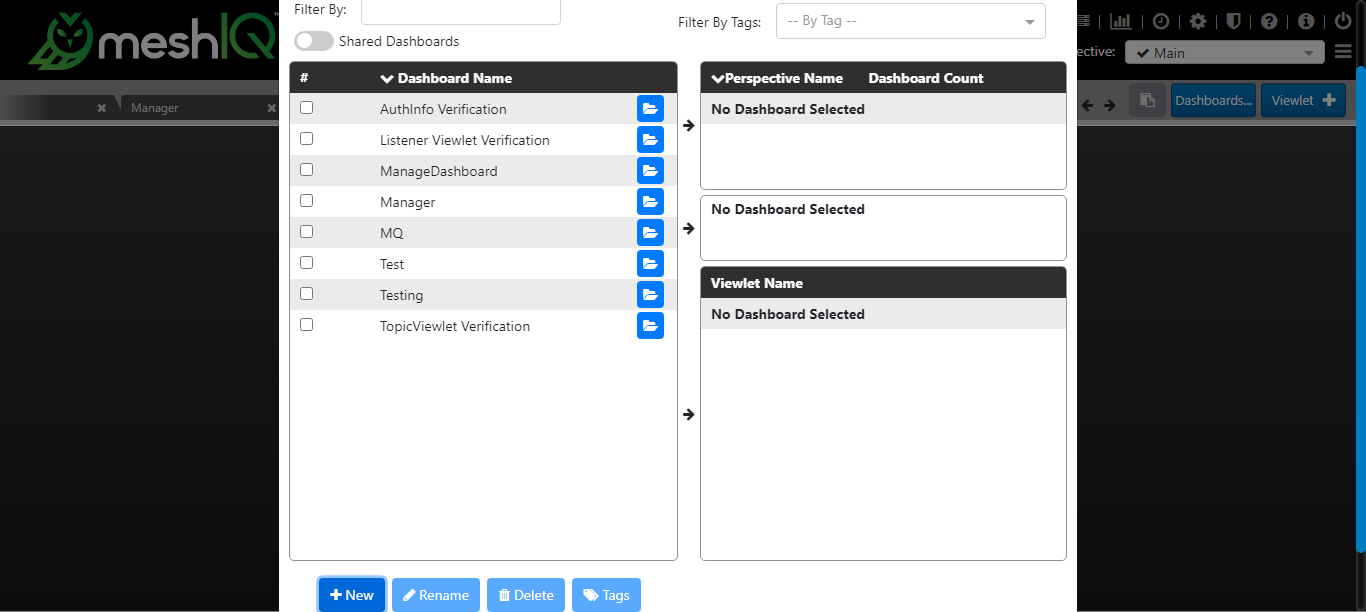 Filter By:
Filter By Tags:
-- By Tag --
Shared Dashboards
meshIQ™
ective:
Main
Manager
Dashboards...
Viewlet
# Dashboard Name
AuthInfo Verification
Listener Viewlet Verification
ManageDashboard
Manager
MQ
Test
Testing
TopicViewlet Verification
Perspective Name Dashboard Count
No Dashboard Selected
No Dashboard Selected
Viewlet Name
No Dashboard Selected
New
Rename
Delete
Tags